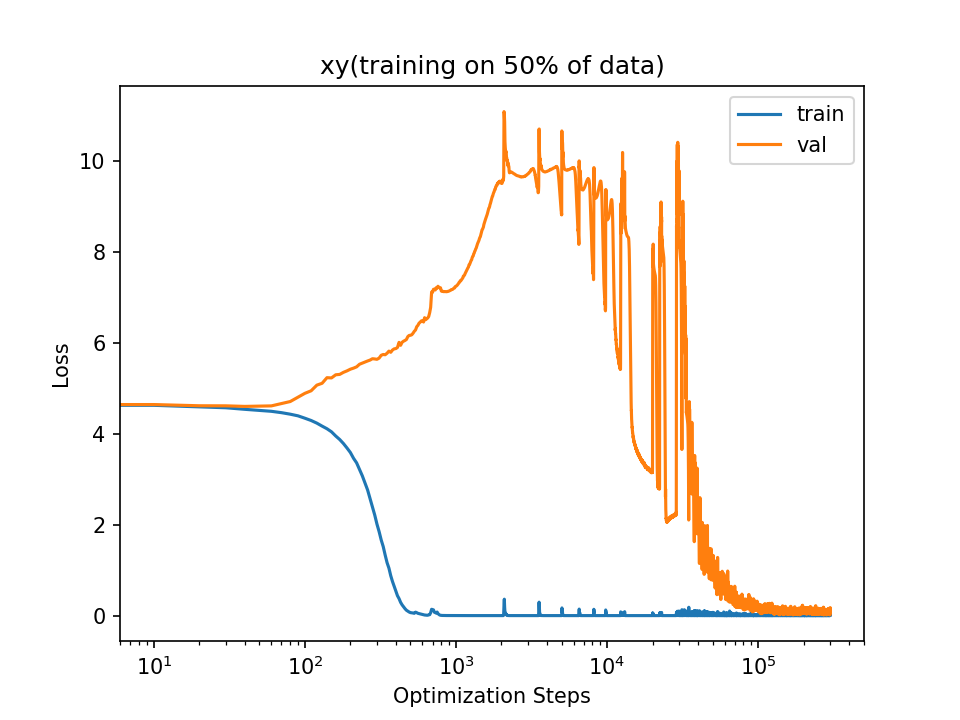 xy(training on 50% of data)
train
val
Loss
10
8
6
4
2
0
10¹ 10² 10³ 10⁴ 10⁵
Optimization Steps